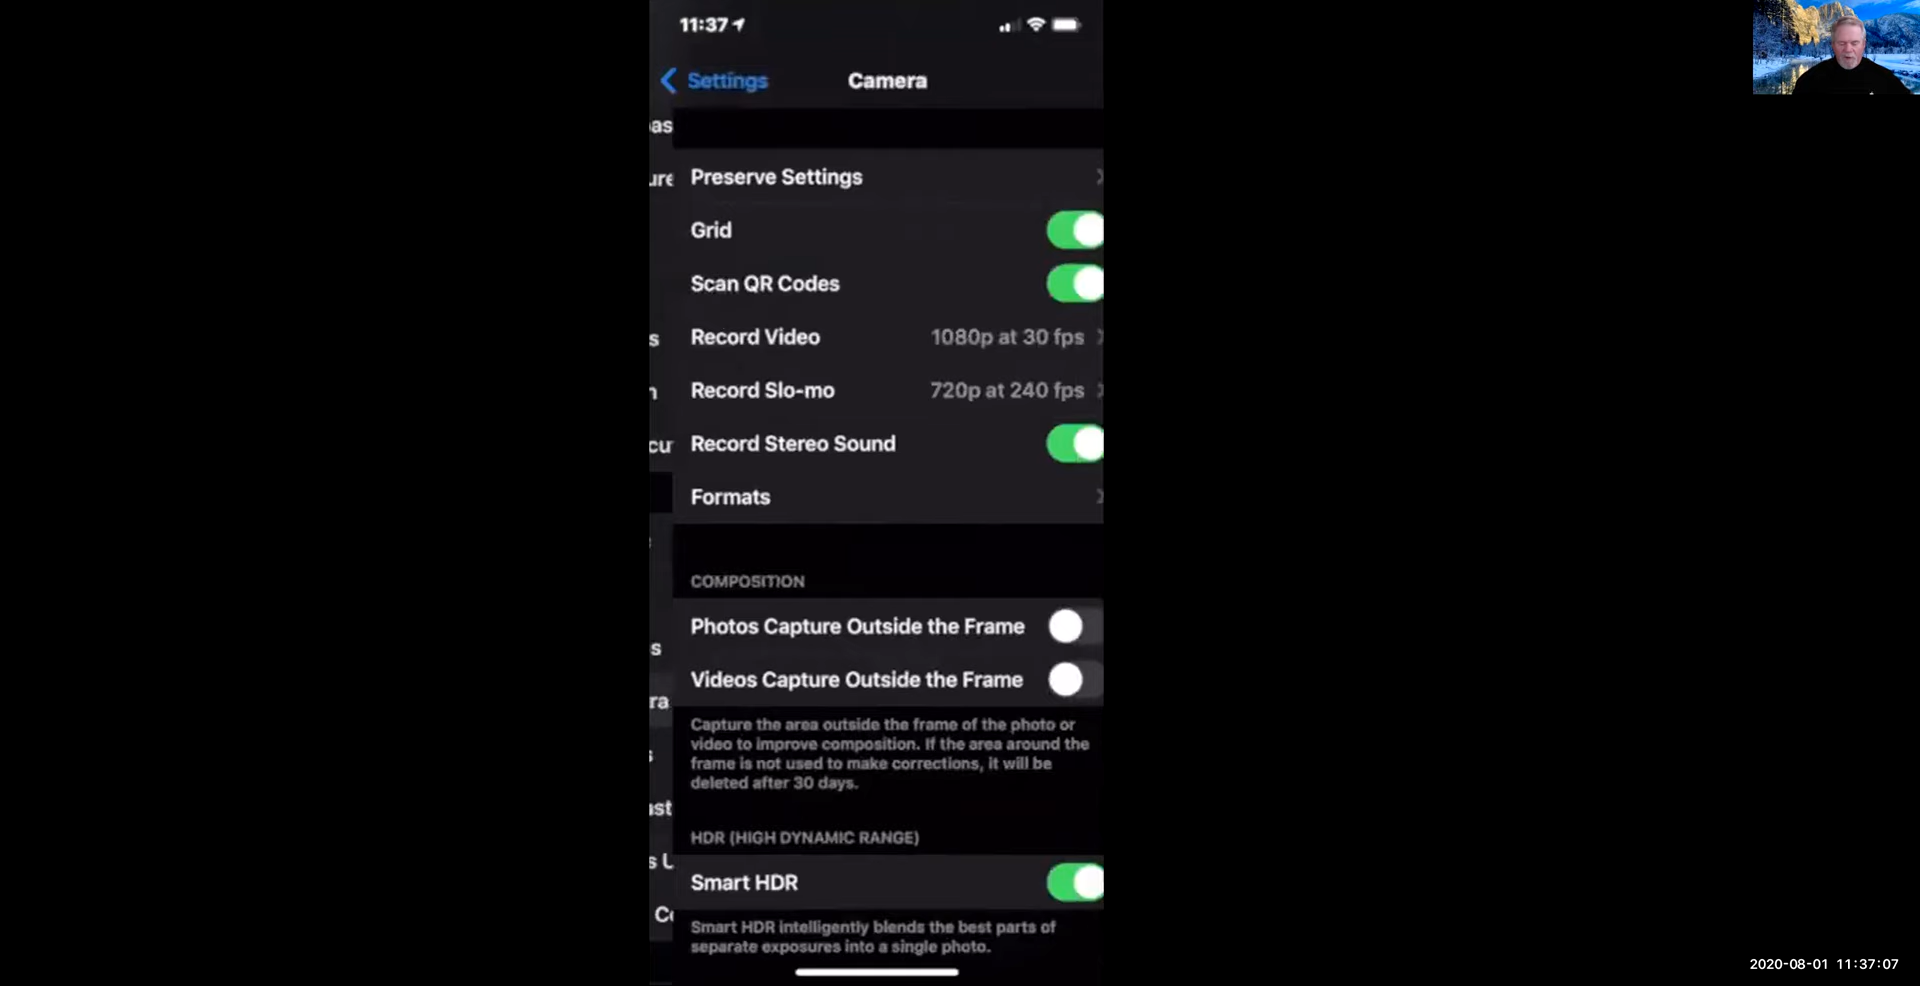 11:37
Settings
Camera
Preserve Settings
Grid
Scan QR Codes
Record Video 1080p at 30 fps
Record Slo-mo 720p at 240 fps
Record Stereo Sound
Formats
COMPOSITION
Photos Capture Outside the Frame
Videos Capture Outside the Frame
Capture the area outside the frame of the photo or
video to improve composition. If the area around the
frame is not used to make corrections, it will be
deleted after 30 days.
HDR (HIGH DYNAMIC RANGE)
Smart HDR
Smart HDR intelligently blends the best parts of
separate exposures into a single photo.
2020-08-01 11:37:07